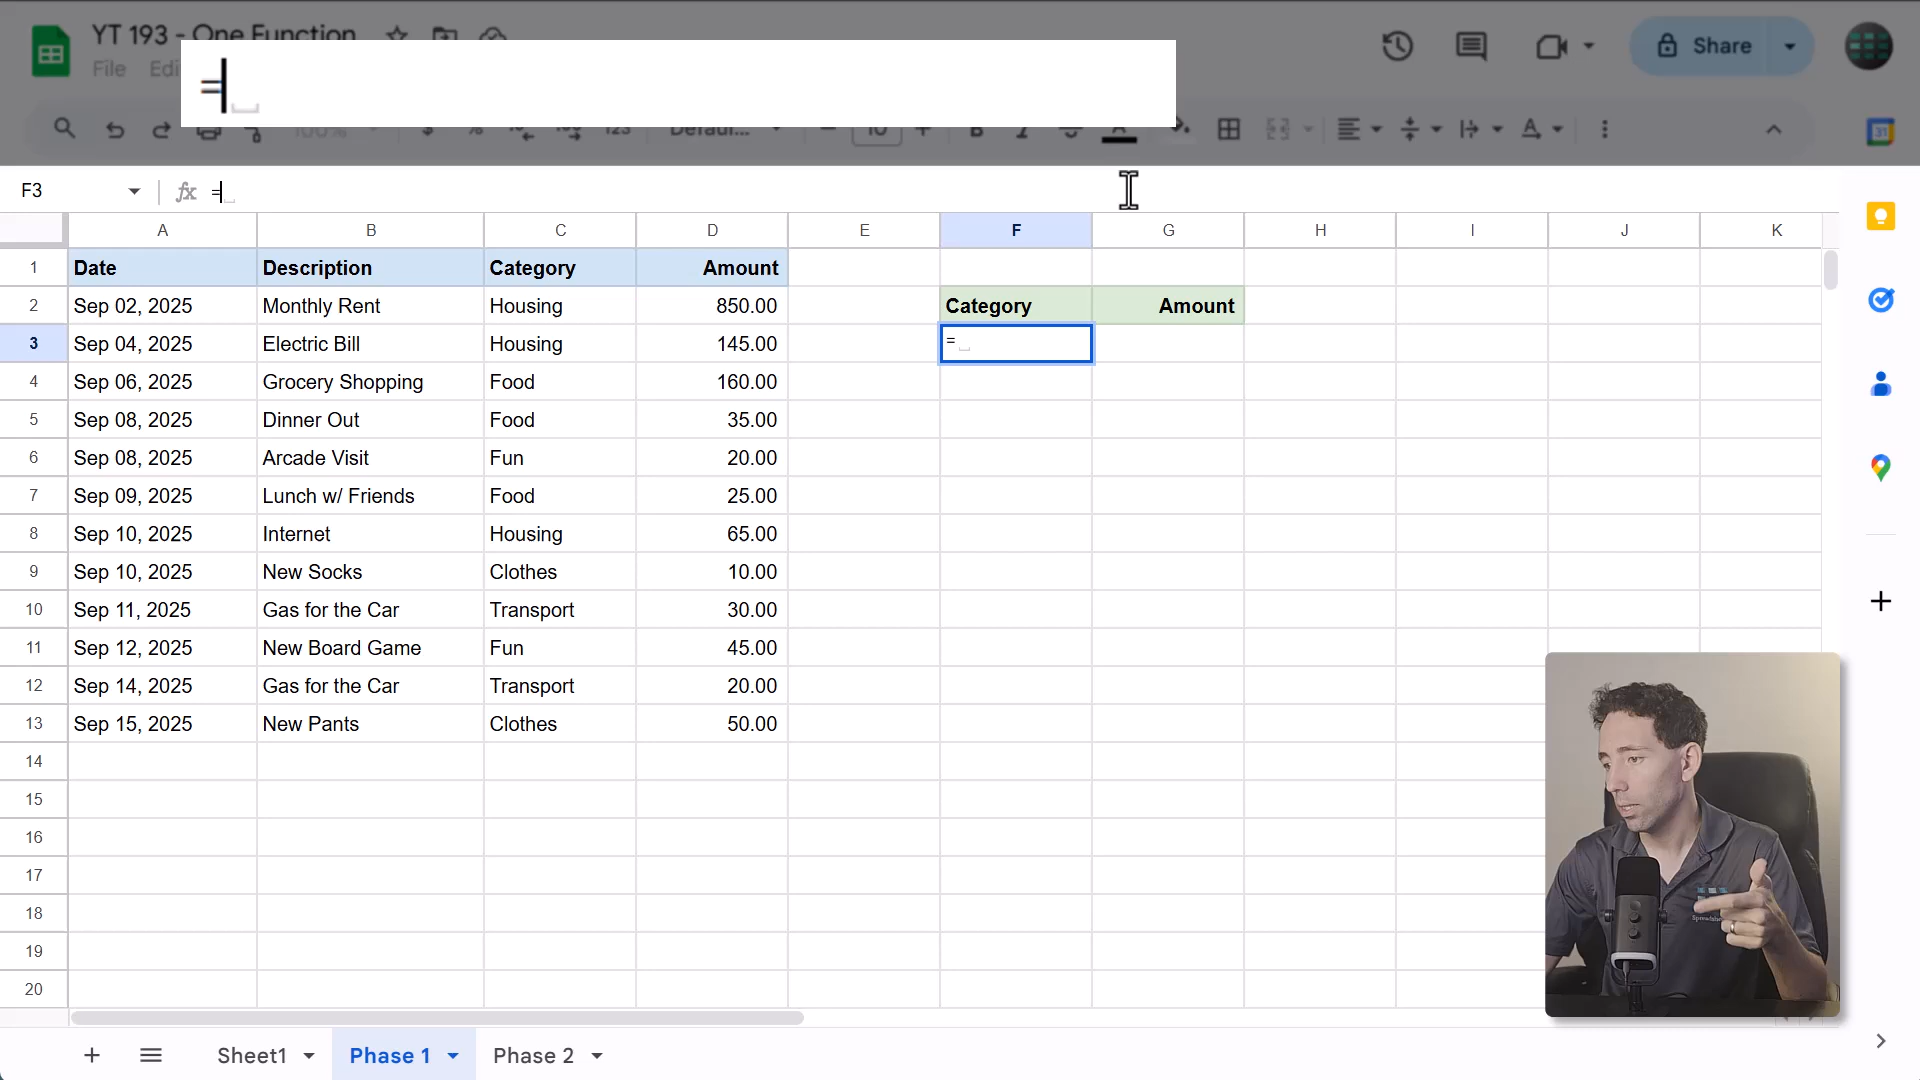 YT 193 - One Function
File Edi
=
Share
100%
$ % 123 Defaul... 10 B I A
31
F3 fx =
A B C D E F G H I J K
1 Date Description Category Amount
2 Sep 02, 2025 Monthly Rent Housing 850.00 Category Amount
3 Sep 04, 2025 Electric Bill Housing 145.00 =
4 Sep 06, 2025 Grocery Shopping Food 160.00
5 Sep 08, 2025 Dinner Out Food 35.00
6 Sep 08, 2025 Arcade Visit Fun 20.00
7 Sep 09, 2025 Lunch w/ Friends Food 25.00
8 Sep 10, 2025 Internet Housing 65.00
9 Sep 10, 2025 New Socks Clothes 10.00
10 Sep 11, 2025 Gas for the Car Transport 30.00
11 Sep 12, 2025 New Board Game Fun 45.00
12 Sep 14, 2025 Gas for the Car Transport 20.00
13 Sep 15, 2025 New Pants Clothes 50.00
14
15
16
17
18
19
20
Sheet1 Phase 1 Phase 2